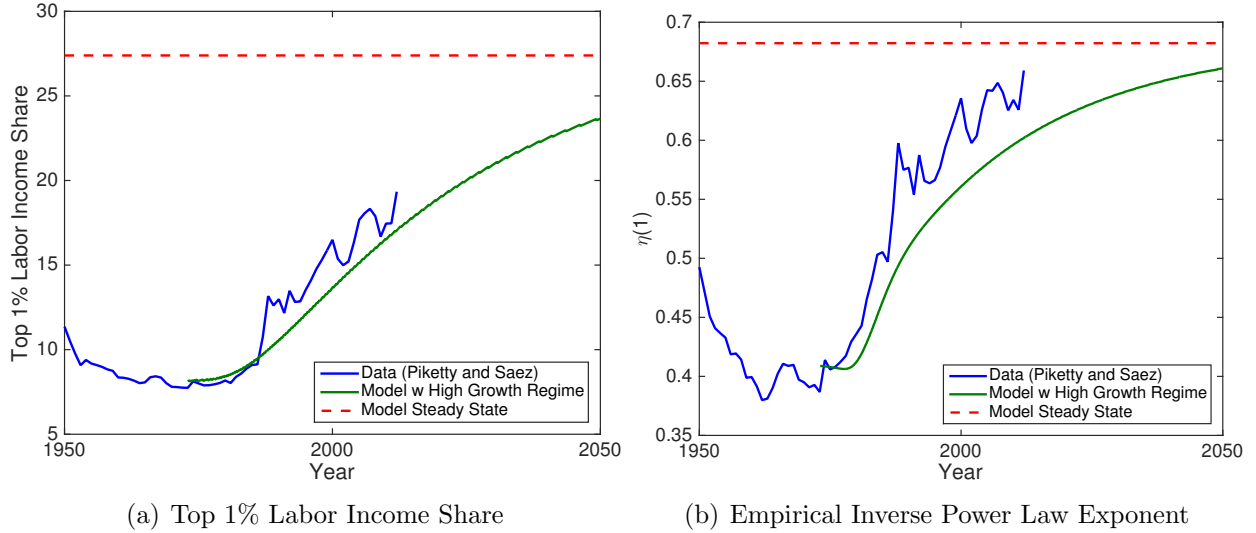 30
25
20
15
10
5
1950
2000
2050
Year
Top 1% Labor Income Share
Data (Piketty and Saez)
Model w High Growth Regime
Model Steady State
(a) Top 1% Labor Income Share
0.7
0.65
0.6
0.55
0.5
0.45
0.4
0.35
1950
2000
2050
Year
η(1)
Data (Piketty and Saez)
Model w High Growth Regime
Model Steady State
(b) Empirical Inverse Power Law Exponent